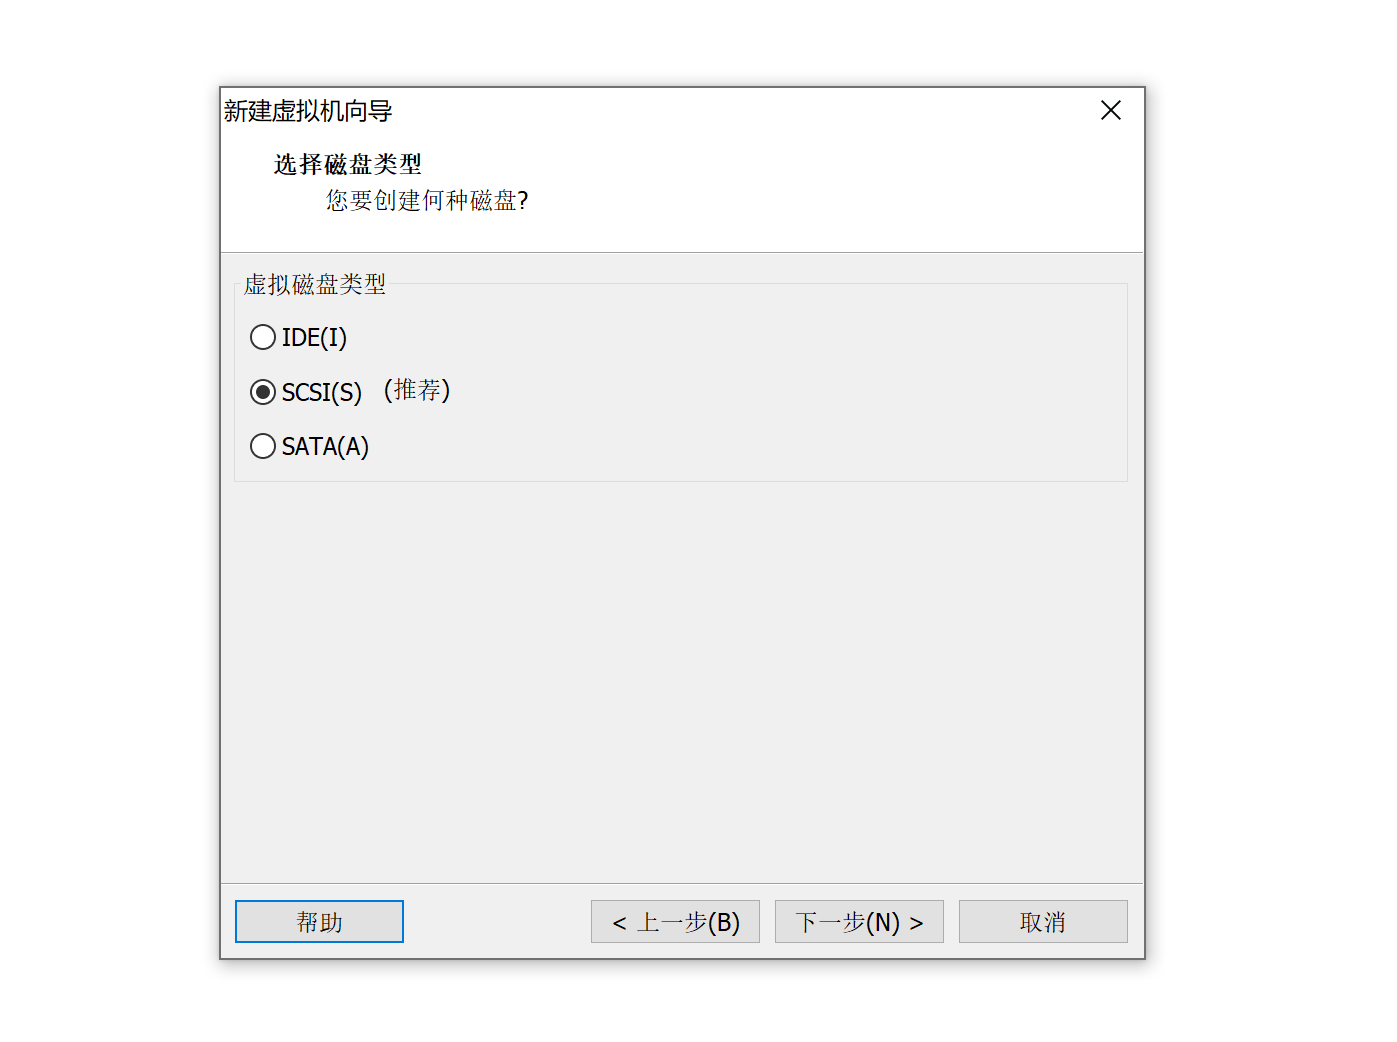 新建虚拟机向导
选择磁盘类型
您要创建何种磁盘?
虚拟磁盘类型
IDE(I)
SCSI(S) (推荐)
SATA(A)
帮助 < 上一步(B) 下一步(N) > 取消